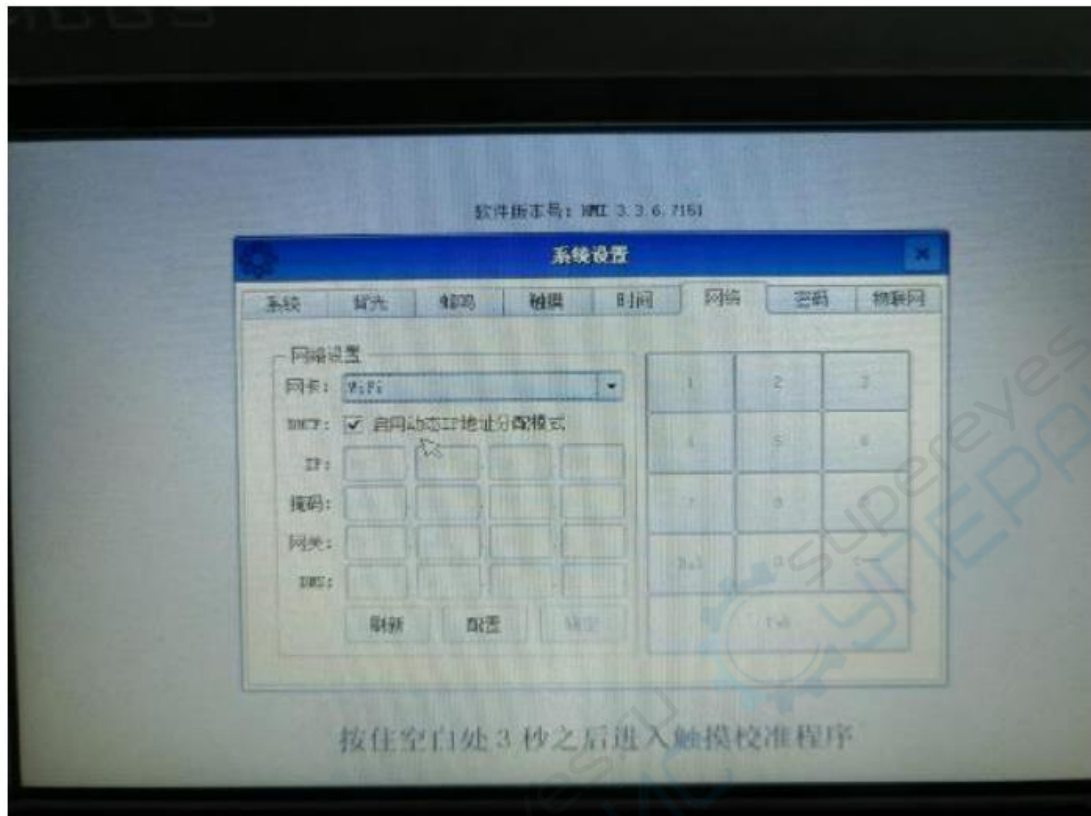 MCGS
软件版本号：HMI 3.3.6.7161
系统设置
系统 背光 蜂鸣 触摸 时间 网络 密码 物联网
网络设置
网卡： WiFi
DHCP： 启用动态IP地址分配模式
IP：
掩码：
网关：
DNS：
刷新 配置
1 2 3
4 5 6
7
0
Tab
按住空白处3秒之后进入触摸校准程序